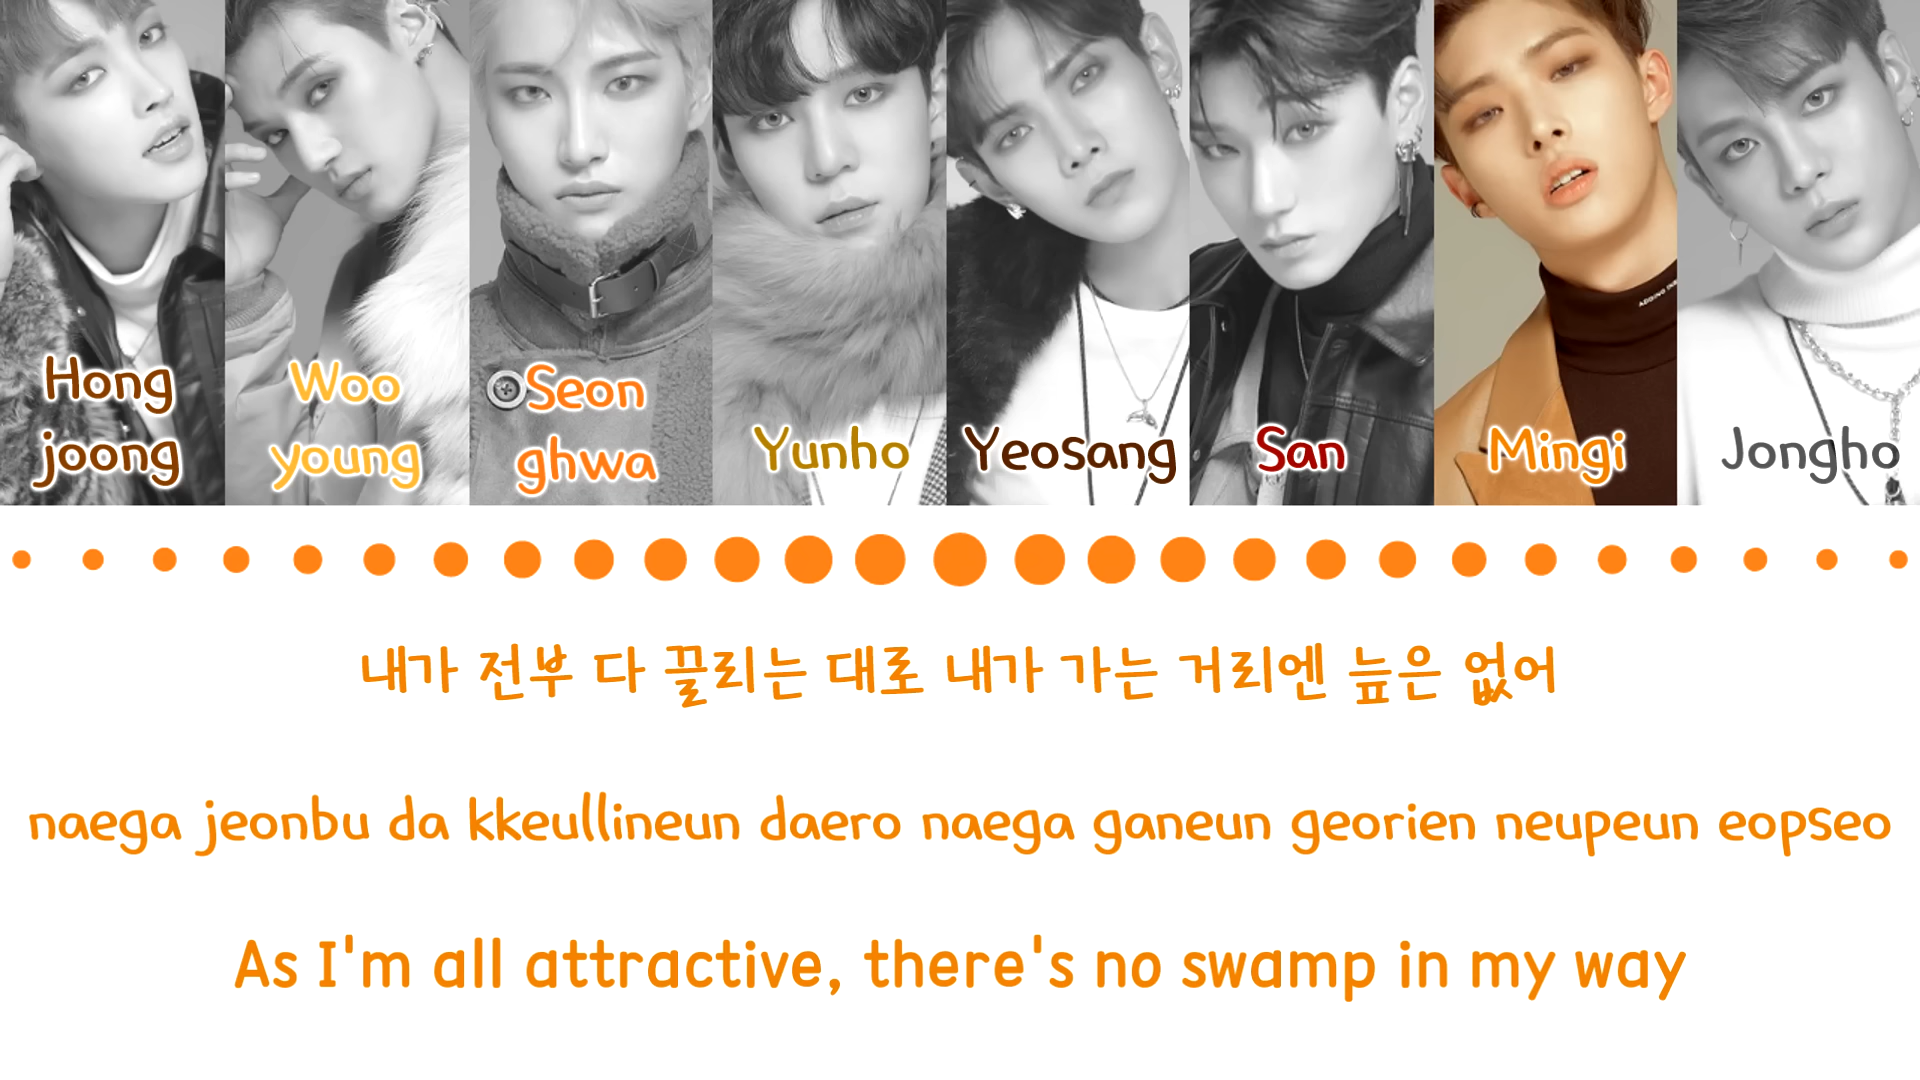 Hong
joong
Woo
young
Seon
ghwa
Yunho
Yeosang
San
Mingi
Jongho
내가 전부 다 끌리는 대로 내가 가는 거리엔 늪은 없어
naega jeonbu da kkeullineun daero naega ganeun georien neupeun eopseo
As I'm all attractive, there's no swamp in my way